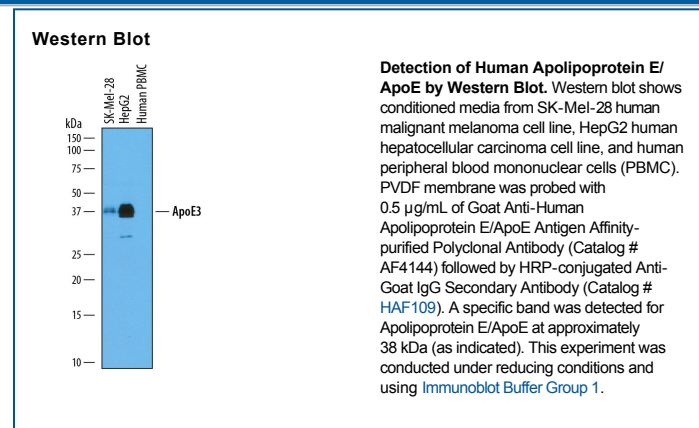 Western Blot
SK-Mel-28
HepG2
Human PBMC
kDa
150
100
75
50
37
25
20
15
10
ApoE3
Detection of Human Apolipoprotein E/
ApoE by Western Blot. Western blot shows
conditioned media from SK-Mel-28 human
malignant melanoma cell line, HepG2 human
hepatocellular carcinoma cell line, and human
peripheral blood mononuclear cells (PBMC).
PVDF membrane was probed with
0.5 µg/mL of Goat Anti-Human
Apolipoprotein E/ApoE Antigen Affinity-
purified Polyclonal Antibody (Catalog #
AF4144) followed by HRP-conjugated Anti-
Goat IgG Secondary Antibody (Catalog #
HAF109). A specific band was detected for
Apolipoprotein E/ApoE at approximately
38 kDa (as indicated). This experiment was
conducted under reducing conditions and
using Immunoblot Buffer Group 1.